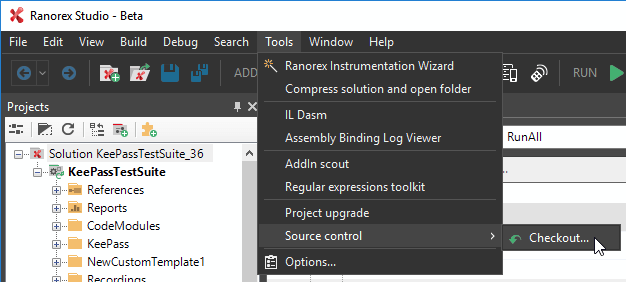 Ranorex Studio - Beta
File View Build Debug Search Tools Window Help
ADD
RUN
Projects
Ranorex Instrumentation Wizard
Compress solution and open folder
IL Dasm
Assembly Binding Log Viewer
AddIn scout
Regular expressions toolkit
Project upgrade
Source control
Options...
Checkout...
RunAll
...
Solution KeePassTestSuite_36
KeePassTestSuite
References
Reports
CodeModules
KeePass
NewCustomTemplate1
Recordings